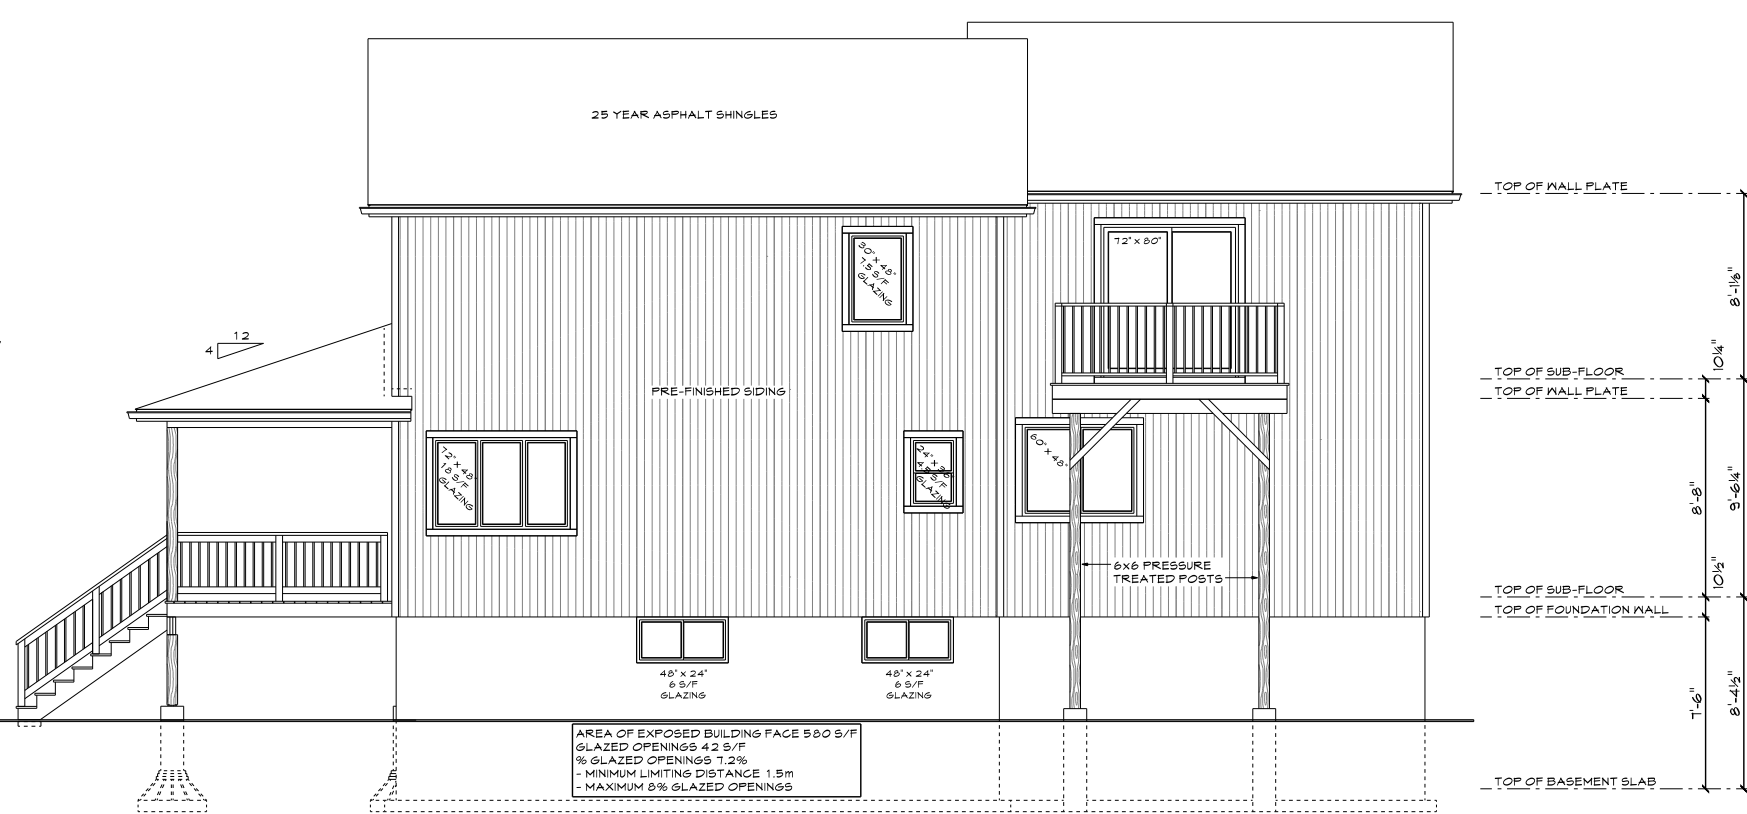 25 YEAR ASPHALT SHINGLES
TOP OF WALL PLATE
30" x 48"
7.5 S/F
GLAZING
72" x 80"
8'-1⅛"
12
4
10¼"
TOP OF SUB-FLOOR
TOP OF WALL PLATE
PRE-FINISHED SIDING
72" x 48"
18 S/F
GLAZING
24" x 36"
4.5 S/F
GLAZING
60" x 48"
8'-8"
9'-6¼"
6x6 PRESSURE
TREATED POSTS
10½"
TOP OF SUB-FLOOR
TOP OF FOUNDATION WALL
48" x 24"
6 S/F
GLAZING
48" x 24"
6 S/F
GLAZING
7'-6"
8'-4½"
AREA OF EXPOSED BUILDING FACE 580 S/F
GLAZED OPENINGS 42 S/F
% GLAZED OPENINGS 7.2%
- MINIMUM LIMITING DISTANCE 1.5m
- MAXIMUM 8% GLAZED OPENINGS
TOP OF BASEMENT SLAB